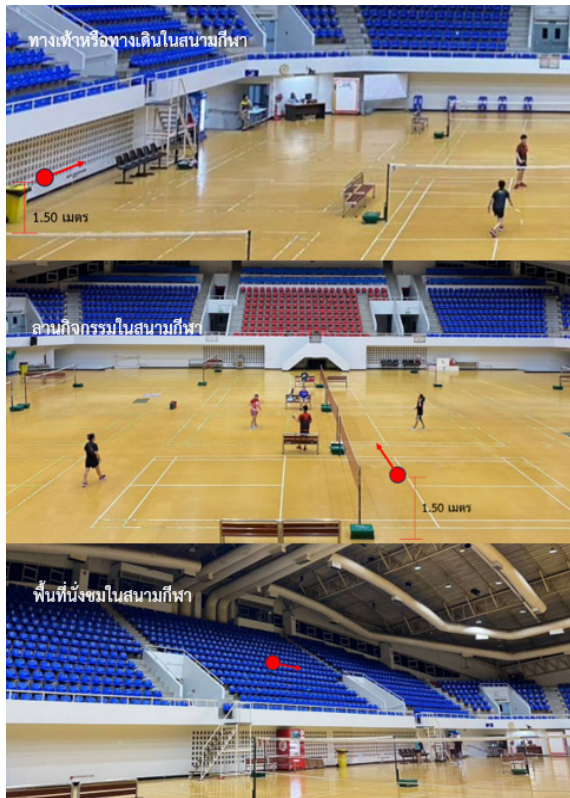 ทางเท้าหรือทางเดินในสนามกีฬา
1.50 เมตร
ลานกิจกรรมในสนามกีฬา
1.50 เมตร
พื้นที่นั่งชมในสนามกีฬา